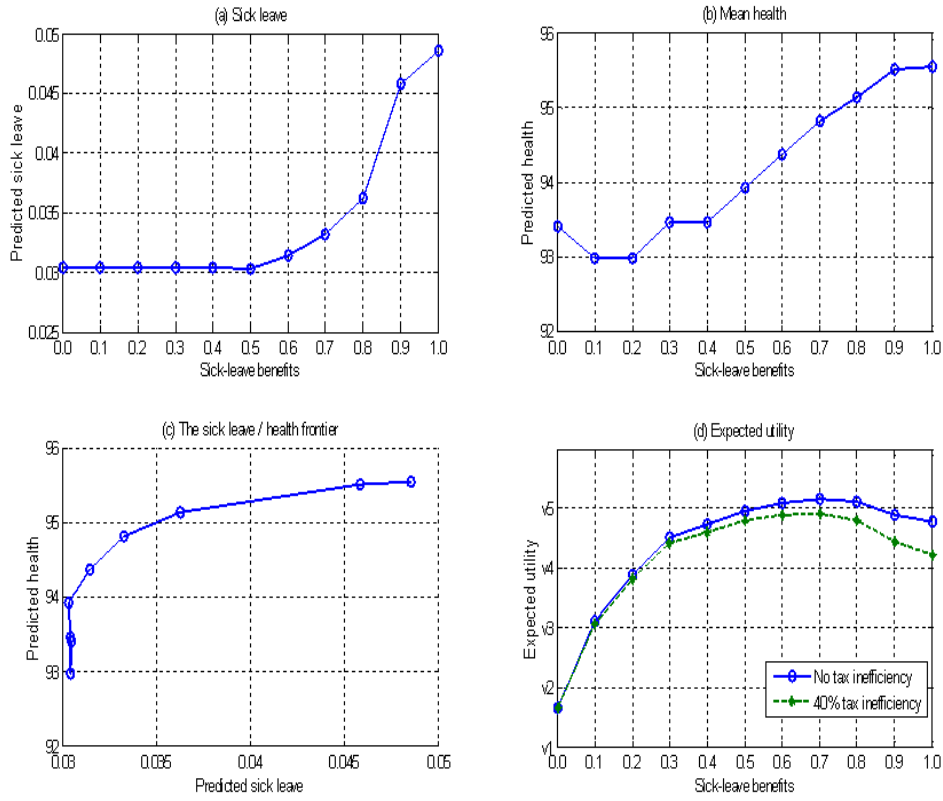 (a) Sick leave
0.05
0.045
0.04
0.035
0.03
0.025
Predicted sick leave
0.0 0.1 0.2 0.3 0.4 0.5 0.6 0.7 0.8 0.9 1.0
Sick-leave benefits
(b) Mean health
96
95
94
93
92
Predicted health
0.0 0.1 0.2 0.3 0.4 0.5 0.6 0.7 0.8 0.9 1.0
Sick-leave benefits
(c) The sick leave / health frontier
96
95
94
93
92
Predicted health
0.03 0.035 0.04 0.045 0.05
Predicted sick leave
(d) Expected utility
v5
v4
v3
v2
v1
Expected utility
No tax inefficiency
40% tax inefficiency
0.0 0.1 0.2 0.3 0.4 0.5 0.6 0.7 0.8 0.9 1.0
Sick-leave benefits